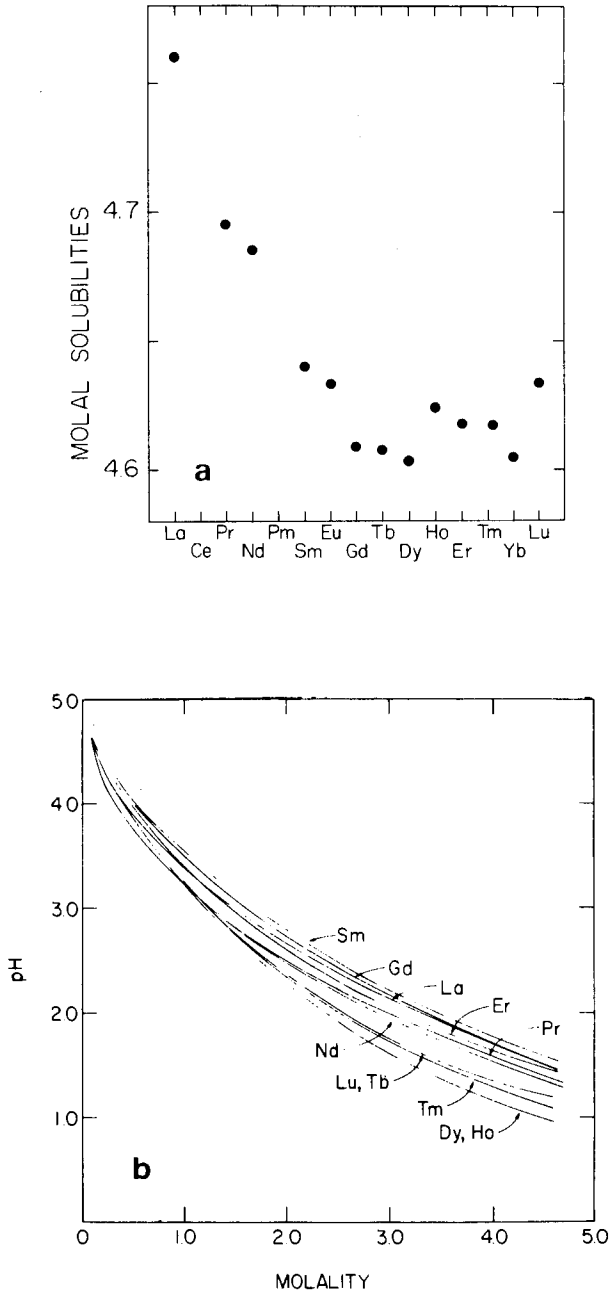 MOLAL SOLUBILITIES
4.7
4.6
a
La Pr Pm Eu Tb Ho Tm Lu
Ce Nd Sm Gd Dy Er Yb
5.0
4.0
3.0
2.0
1.0
pH
Sm
Gd
La
Er
Pr
Nd
Lu, Tb
Tm
Dy, Ho
b
0 1.0 2.0 3.0 4.0 5.0
MOLALITY